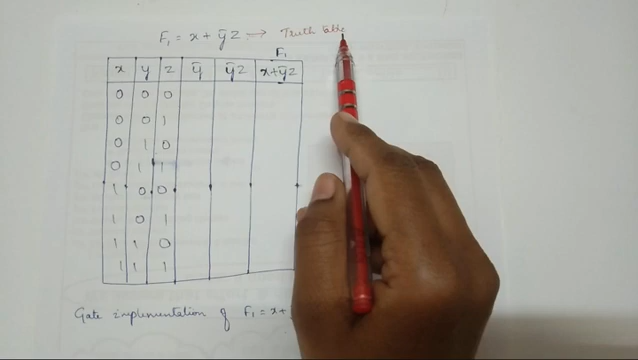 F₁ = x + ȳz → Truth table
F₁
x y z ȳ ȳz x+ȳz
0 0 0
0 0 1
0 1 0
0 1 1
1 0 0
1 0 1
1 1 0
1 1 1
Gate implementation of F₁ = x +